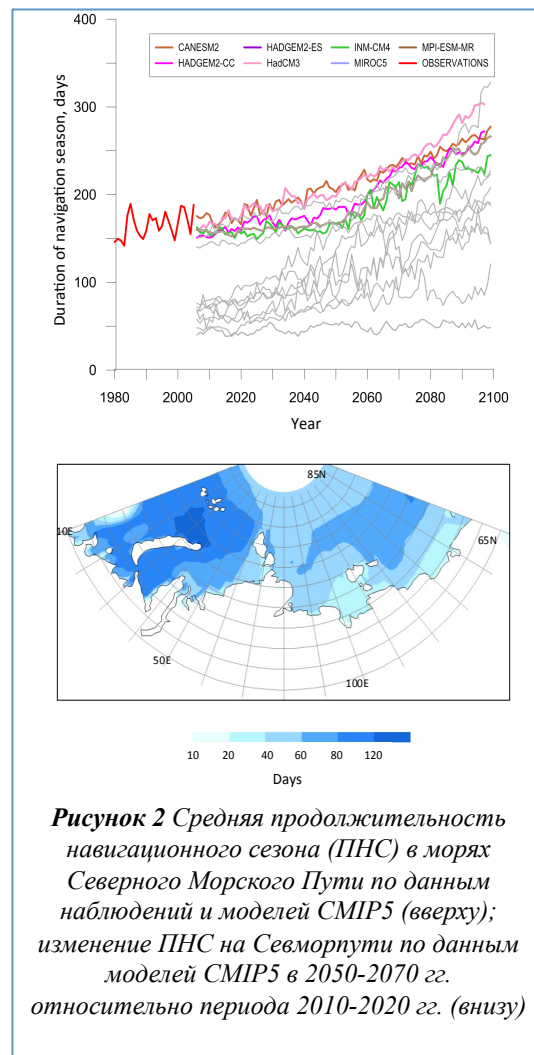 400
300
200
100
0
Duration of navigation season, days
CANESM2 HADGEM2-ES INM-CM4 MPI-ESM-MR
HADGEM2-CC HadCM3 MIROC5 OBSERVATIONS
1980 2000 2020 2040 2060 2080 2100
Year
85N
10E
65N
50E
100E
10 20 40 60 80 120
Days
Рисунок 2 Средняя продолжительность
навигационного сезона (ПНС) в морях
Северного Морского Пути по данным
наблюдений и моделей CMIP5 (вверху);
изменение ПНС на Севморпути по данным
моделей CMIP5 в 2050-2070 гг.
относительно периода 2010-2020 гг. (внизу)